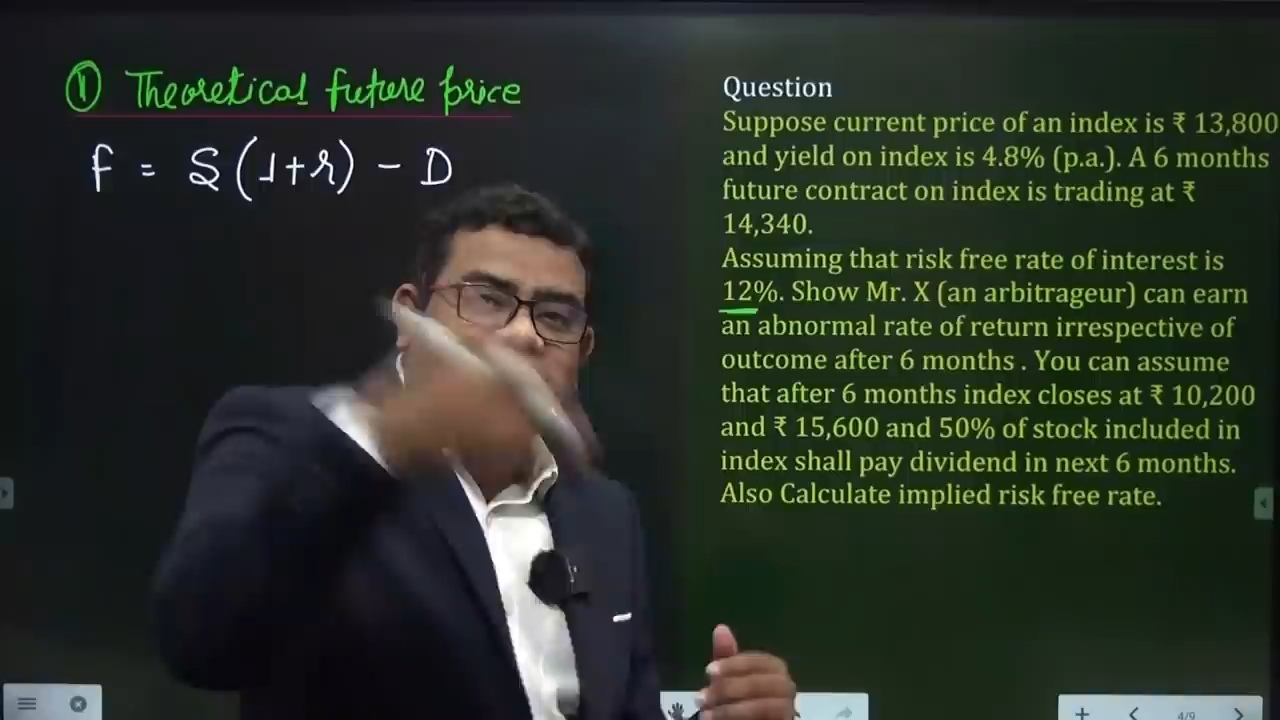 ① Theoretical future price
F = S (1+r) - D
Question
Suppose current price of an index is ₹ 13,800
and yield on index is 4.8% (p.a.). A 6 months
future contract on index is trading at ₹
14,340.
Assuming that risk free rate of interest is
12%. Show Mr. X (an arbitrageur) can earn
an abnormal rate of return irrespective of
outcome after 6 months . You can assume
that after 6 months index closes at ₹ 10,200
and ₹ 15,600 and 50% of stock included in
index shall pay dividend in next 6 months.
Also Calculate implied risk free rate.
4/9